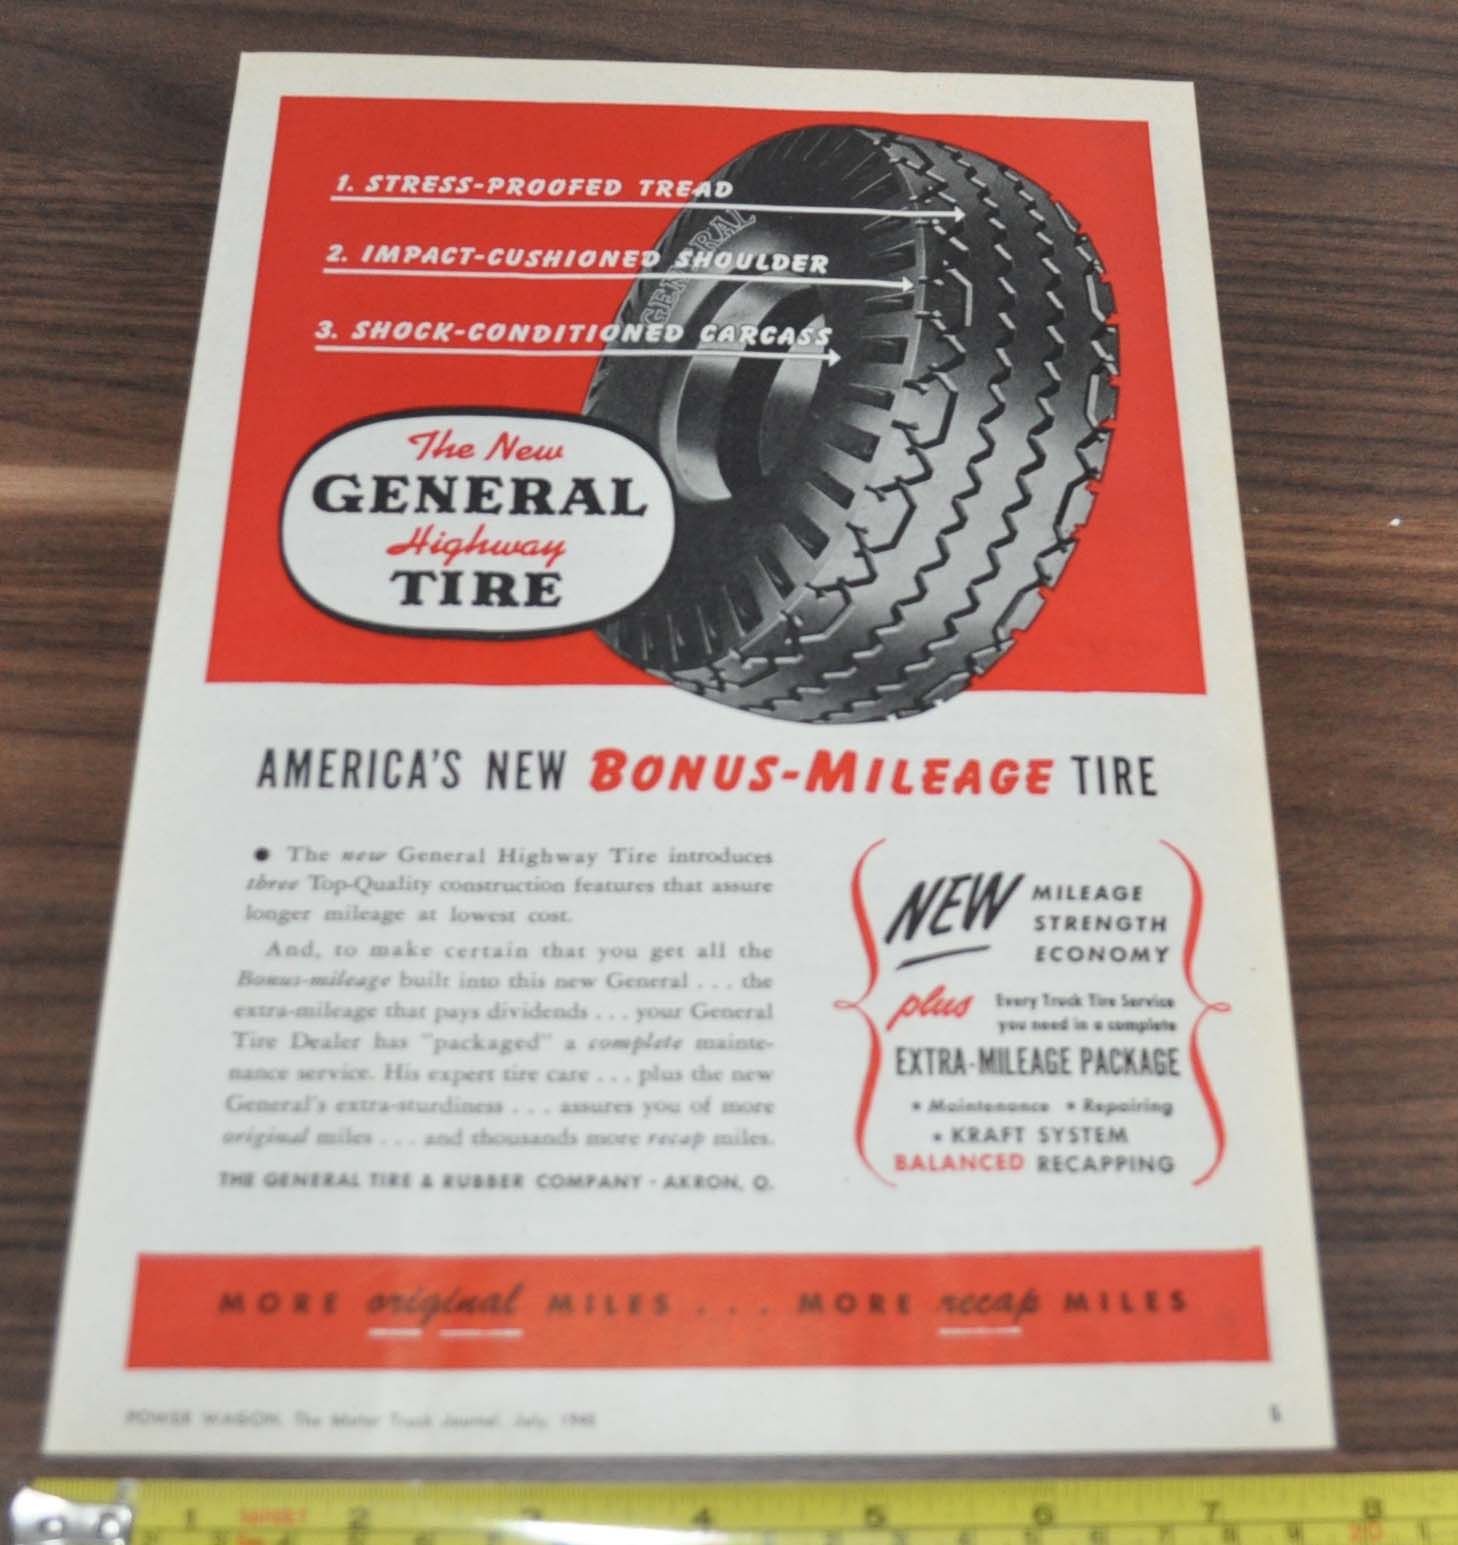 1. STRESS-PROOFED TREAD
2. IMPACT-CUSHIONED SHOULDER
3. SHOCK-CONDITIONED CARCASS
GENERAL
The New
GENERAL
Highway
TIRE
AMERICA'S NEW BONUS-MILEAGE TIRE
● The new General Highway Tire introduces
three Top-Quality construction features that assure
longer mileage at lowest cost.
And, to make certain that you get all the
Bonus-mileage built into this new General . . . the
extra-mileage that pays dividends . . . your General
Tire Dealer has "packaged" a complete mainte-
nance service. His expert tire care . . . plus the new
General's extra-sturdiness . . . assures you of more
original miles . . . and thousands more recap miles.
THE GENERAL TIRE & RUBBER COMPANY · AKRON, O.
NEW MILEAGE
STRENGTH
ECONOMY
plus Every Truck Tire Service
you need in a complete
EXTRA-MILEAGE PACKAGE
* Maintenance * Repairing
* KRAFT SYSTEM
BALANCED RECAPPING
MORE original MILES . . . MORE recap MILES
POWER WAGON, The Motor Truck Journal, July,
1 2 3 4 5 6 7 8